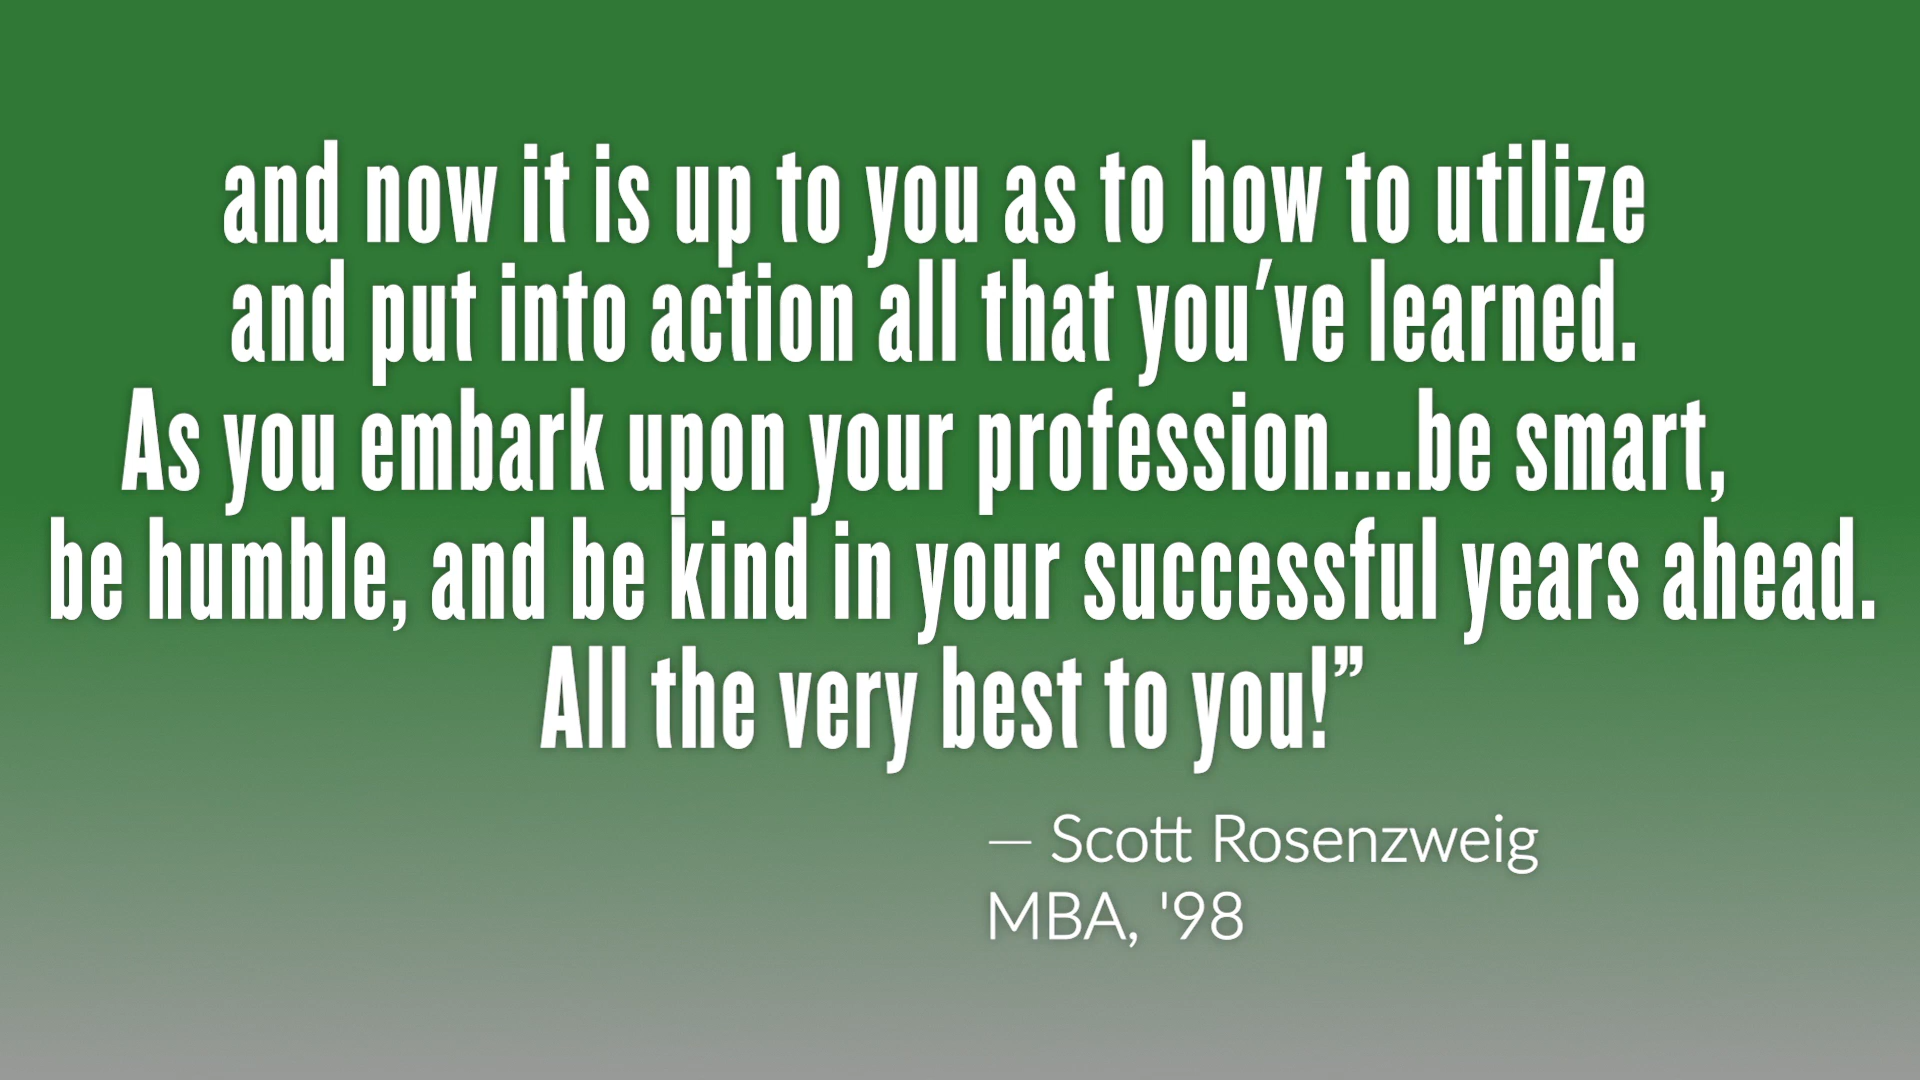 and now it is up to you as to how to utilize
and put into action all that you've learned.
As you embark upon your profession....be smart,
be humble, and be kind in your successful years ahead.
All the very best to you!”
— Scott Rosenzweig
MBA, '98